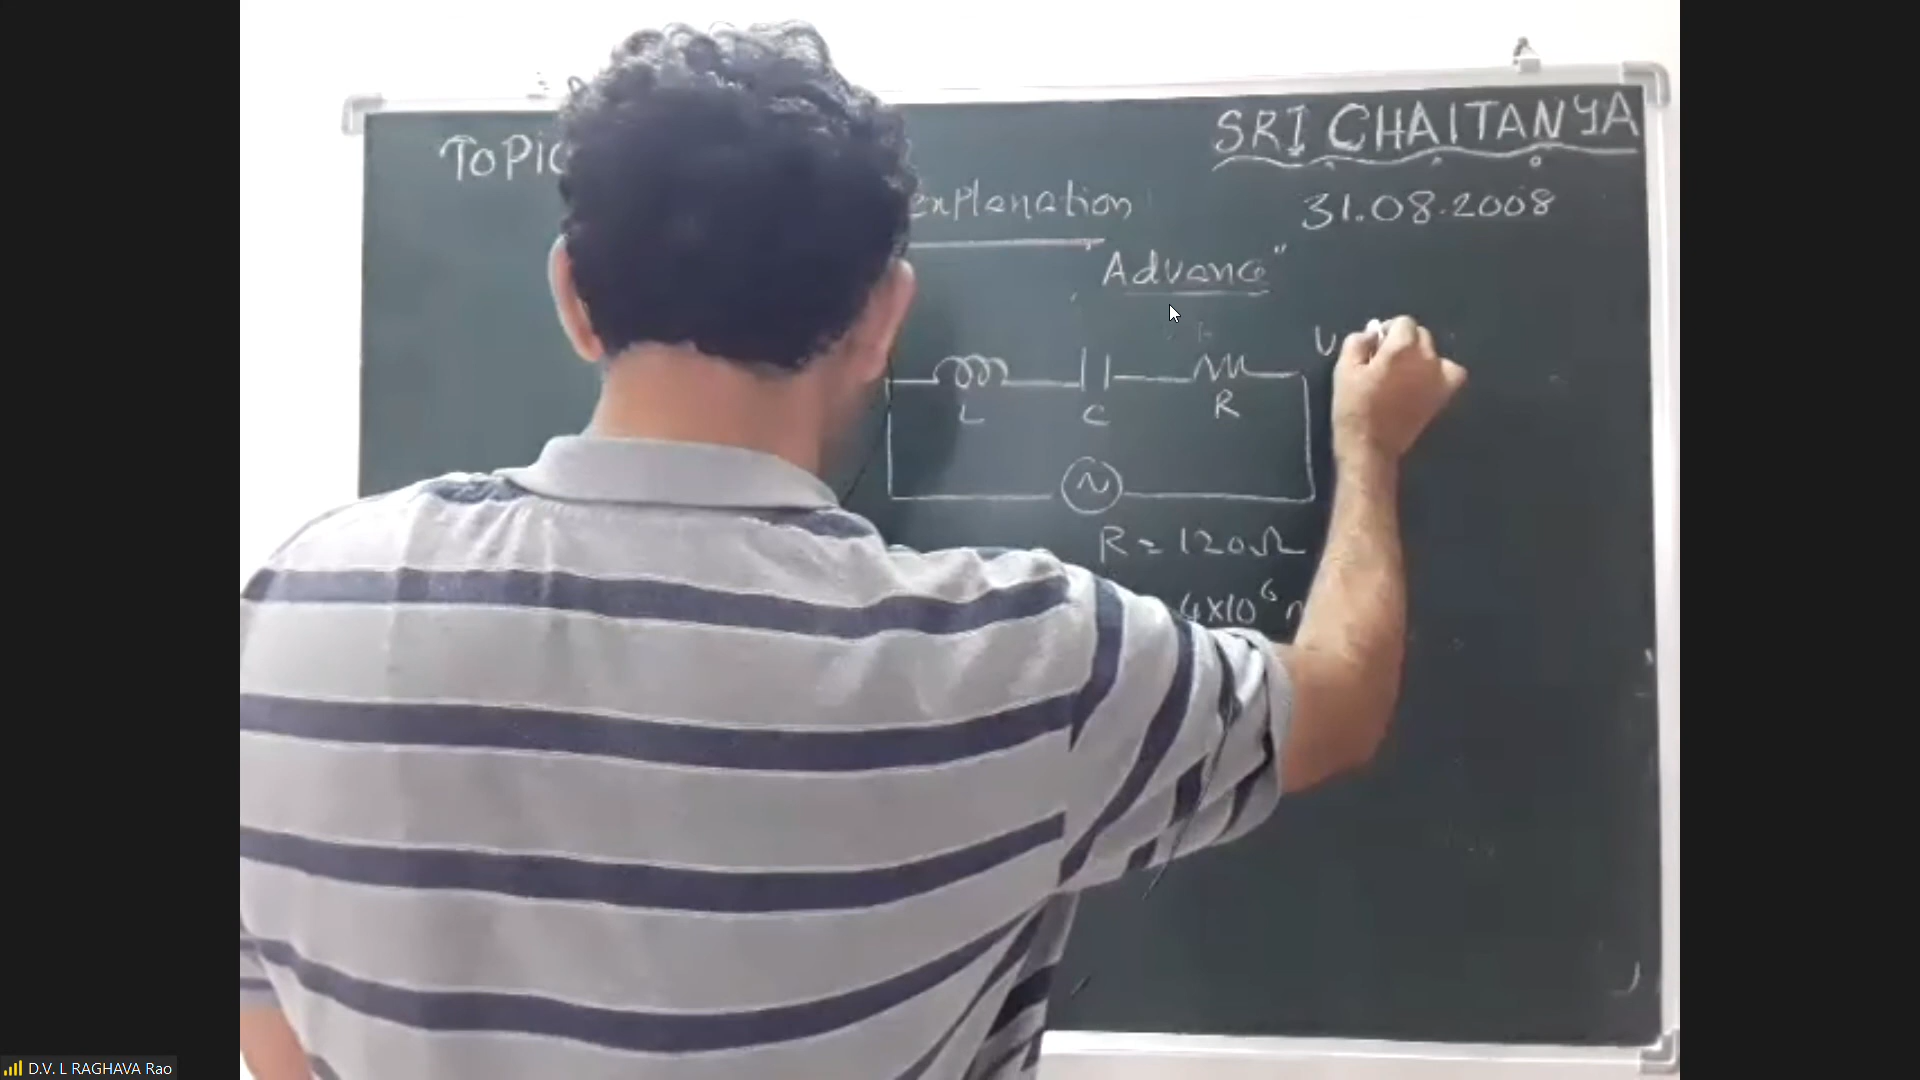 SRI CHAITANYA
TOPIC
explanation
31.08.2008
"Advance"
L
C
R
R = 120Ω
4x10⁶
D.V. L RAGHAVA Rao